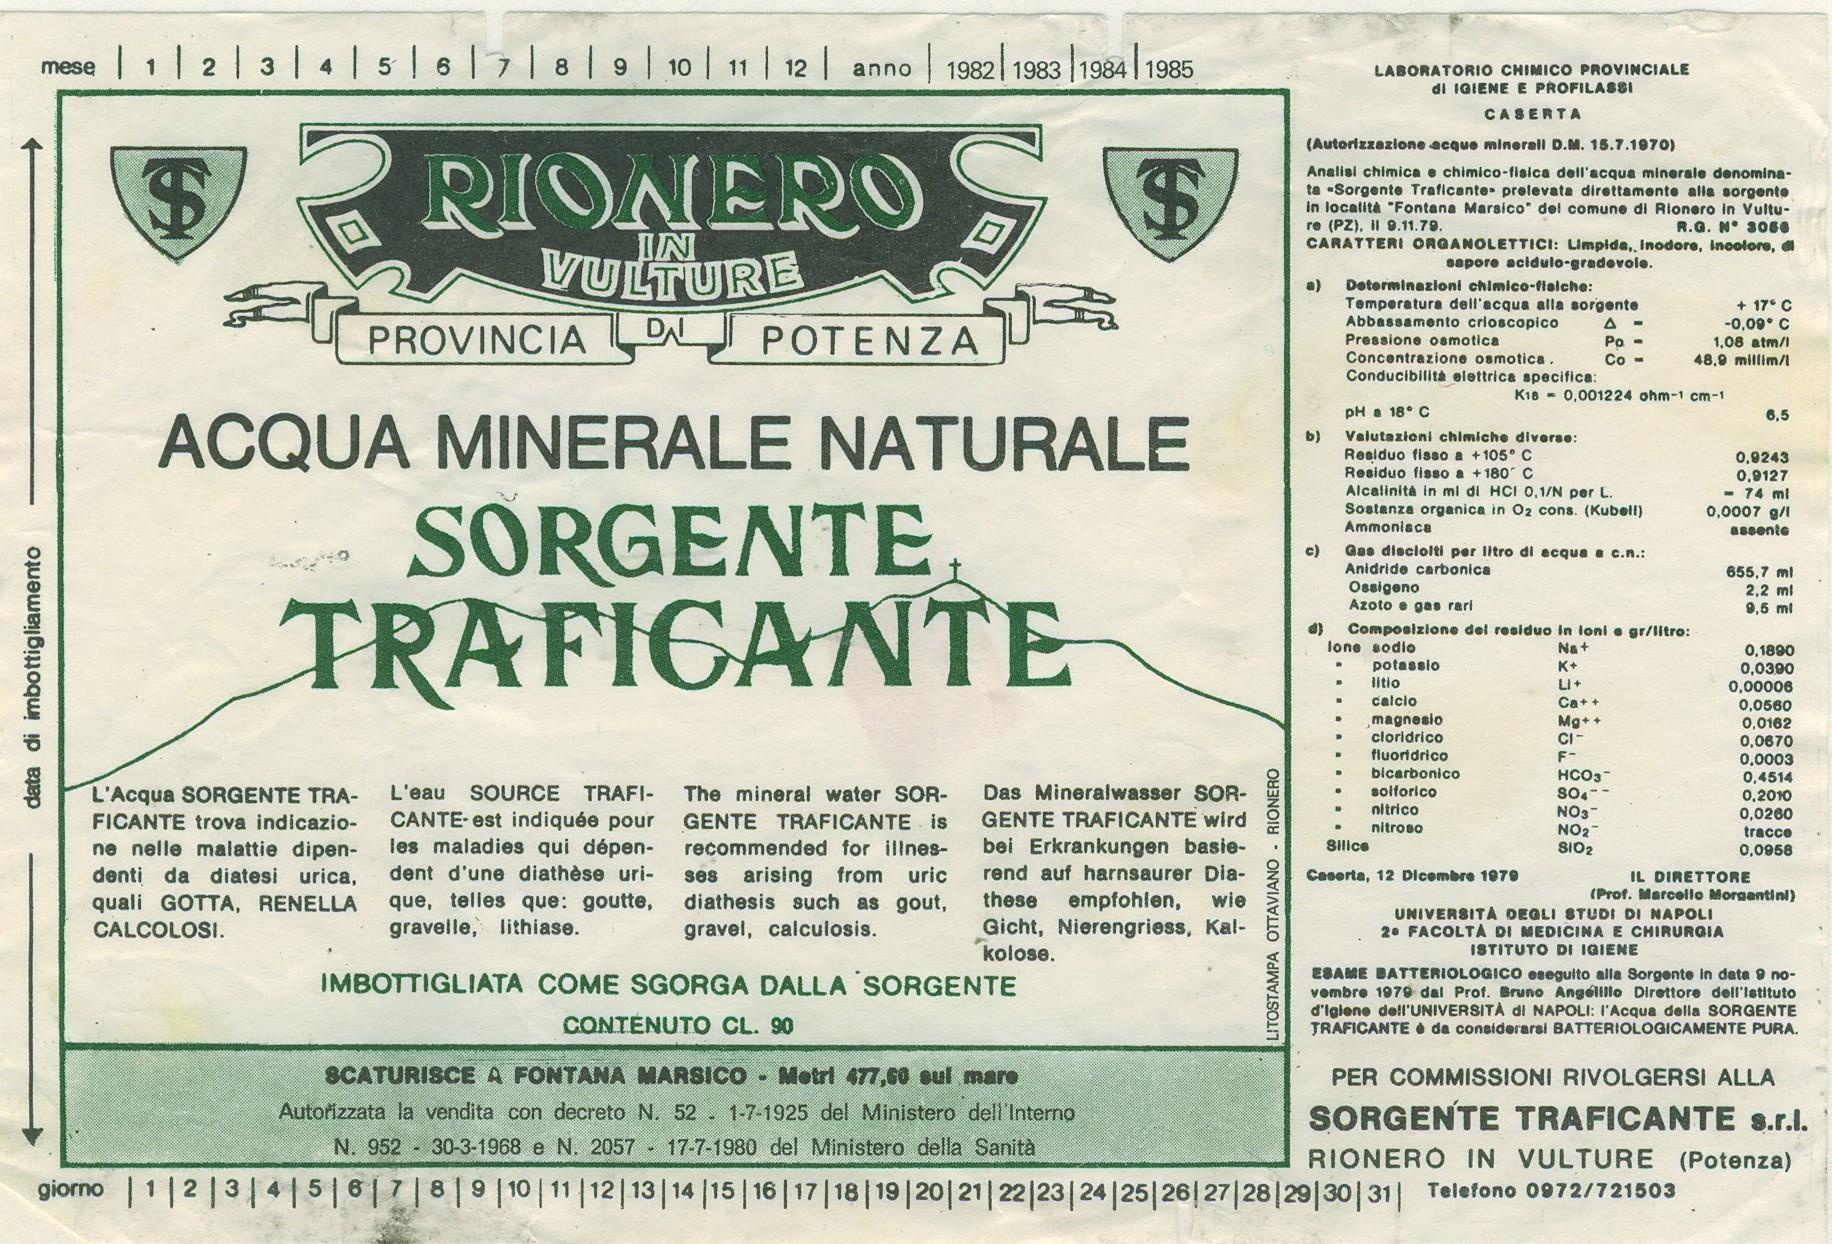 mese | 1 | 2 | 3 | 4 | 5 | 6 | 7 | 8 | 9 | 10 | 11 | 12 | anno | 1982 | 1983 | 1984 | 1985
data di imbottigliamento
TS
RIONERO
IN
VULTURE
PROVINCIA DI POTENZA
TS
ACQUA MINERALE NATURALE
SORGENTE
TRAFICANTE
L'Acqua SORGENTE TRA-
FICANTE trova indicazio-
ne nelle malattie dipen-
denti da diatesi urica,
quali GOTTA, RENELLA
CALCOLOSI.
L'eau SOURCE TRAFI-
CANTE est indiquée pour
les maladies qui dépen-
dent d'une diathèse uri-
que, telles que: goutte,
gravelle, lithiase.
The mineral water SOR-
GENTE TRAFICANTE is
recommended for illnes-
ses arising from uric
diathesis such as gout,
gravel, calculosis.
Das Mineralwasser SOR-
GENTE TRAFICANTE wird
bei Erkrankungen basie-
rend auf harnsaurer Dia-
these empfohlen, wie
Gicht, Nierengriess, Kal-
kolose.
IMBOTTIGLIATA COME SGORGA DALLA SORGENTE
CONTENUTO CL. 90
LITOSTAMPA OTTAVIANO - RIONERO
SCATURISCE A FONTANA MARSICO - Metri 477,60 sul mare
Autorizzata la vendita con decreto N. 52 - 1-7-1925 del Ministero dell'Interno
N. 952 - 30-3-1968 e N. 2057 - 17-7-1980 del Ministero della Sanità
giorno | 1 | 2 | 3 | 4 | 5 | 6 | 7 | 8 | 9 | 10 | 11 | 12 | 13 | 14 | 15 | 16 | 17 | 18 | 19 | 20 | 21 | 22 | 23 | 24 | 25 | 26 | 27 | 28 | 29 | 30 | 31 |
LABORATORIO CHIMICO PROVINCIALE
di IGIENE E PROFILASSI
CASERTA
(Autorizzazione acque minerali D.M. 15.7.1970)
Analisi chimica e chimico-fisica dell'acqua minerale denomina-
ta «Sorgente Traficante» prelevata direttamente alla sorgente
in località "Fontana Marsico" del comune di Rionero in Vultu-
re (PZ), il 9.11.79. R.G. N° 3056
CARATTERI ORGANOLETTICI: Limpida, inodore, incolore, di
sapore acidulo-gradevole.
a) Determinazioni chimico-fisiche:
Temperatura dell'acqua alla sorgente + 17° C
Abbassamento crioscopico Δ = -0,09° C
Pressione osmotica Po = 1,08 atm/l
Concentrazione osmotica . Co = 48,9 millim/l
Conducibilità elettrica specifica:
K18 = 0,001224 ohm-1 cm-1
pH a 18° C 6,5
b) Valutazioni chimiche diverse:
Residuo fisso a +105° C 0,9243
Residuo fisso a +180° C 0,9127
Alcalinità in ml di HCl 0,1/N per L. = 74 ml
Sostanza organica in O2 cons. (Kubell) 0,0007 g/l
Ammoniaca assente
c) Gas disciolti per litro di acqua a c.n.:
Anidride carbonica 655,7 ml
Ossigeno 2,2 ml
Azoto e gas rari 9,5 ml
d) Composizione del residuo in ioni e gr/litro:
Ione sodio Na+ 0,1890
" potassio K+ 0,0390
" litio Li+ 0,00006
" calcio Ca++ 0,0560
" magnesio Mg++ 0,0162
" cloridrico Cl- 0,0670
" fluoridrico F- 0,0003
" bicarbonico HCO3- 0,4514
" solforico SO4-- 0,2010
" nitrico NO3- 0,0260
" nitroso NO2- tracce
Silice SiO2 0,0958
Caserta, 12 Dicembre 1979 IL DIRETTORE
(Prof. Marcello Morgantini)
UNIVERSITÀ DEGLI STUDI DI NAPOLI
2ª FACOLTÀ DI MEDICINA E CHIRURGIA
ISTITUTO DI IGIENE
ESAME BATTERIOLOGICO eseguito alla Sorgente in data 9 no-
vembre 1979 dal Prof. Bruno Angelillo Direttore dell'Istituto
d'Igiene dell'UNIVERSITÀ di NAPOLI: l'Acqua della SORGENTE
TRAFICANTE è da considerarsi BATTERIOLOGICAMENTE PURA.
PER COMMISSIONI RIVOLGERSI ALLA
SORGENTE TRAFICANTE s.r.l.
RIONERO IN VULTURE (Potenza)
Telefono 0972/721503